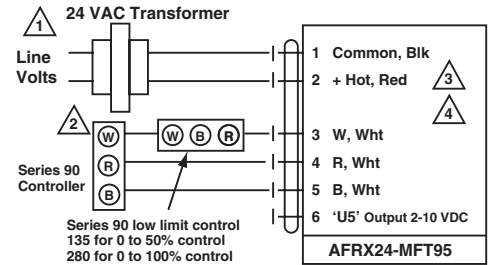 24 VAC Transformer
1
Line
Volts
1 Common, Blk
2 + Hot, Red
3
4
2
W
R
B
W B R
3 W, Wht
4 R, Wht
5 B, Wht
6 'U5' Output 2-10 VDC
Series 90
Controller
Series 90 low limit control
135 for 0 to 50% control
280 for 0 to 100% control
AFRX24-MFT95